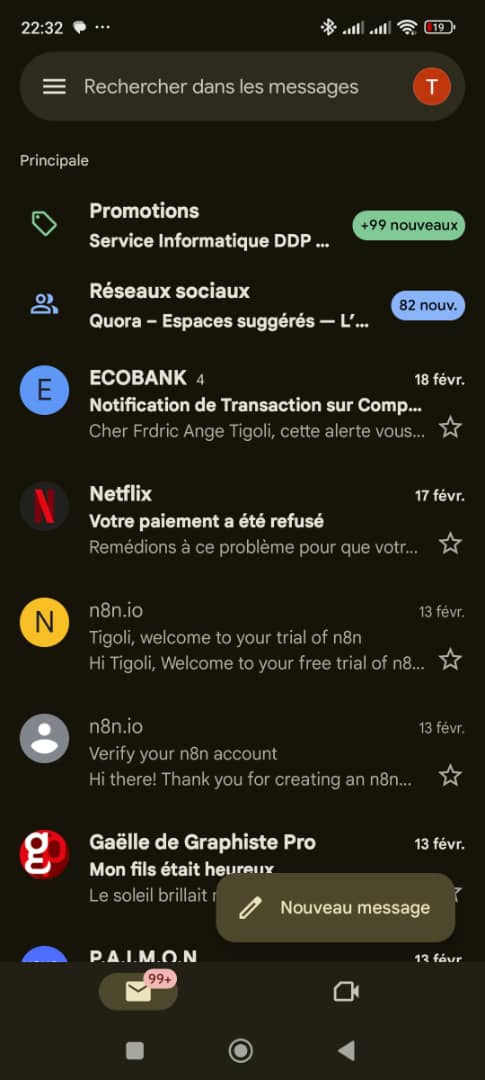 22:32
19
Rechercher dans les messages
T
Principale
Promotions
Service Informatique DDP ...
+99 nouveaux
Réseaux sociaux
Quora – Espaces suggérés — L’...
82 nouv.
E
ECOBANK 4
18 févr.
Notification de Transaction sur Comp...
Cher Frdric Ange Tigoli, cette alerte vous...
N
Netflix
17 févr.
Votre paiement a été refusé
Remédions à ce problème pour que votr...
N
n8n.io
13 févr.
Tigoli, welcome to your trial of n8n
Hi Tigoli, Welcome to your free trial of n8...
n8n.io
13 févr.
Verify your n8n account
Hi there! Thank you for creating an n8n...
gp
Gaëlle de Graphiste Pro
13 févr.
Mon fils était heureux
Le soleil brillait
Nouveau message
P.A.I.M.O.N
13 févr.
99+